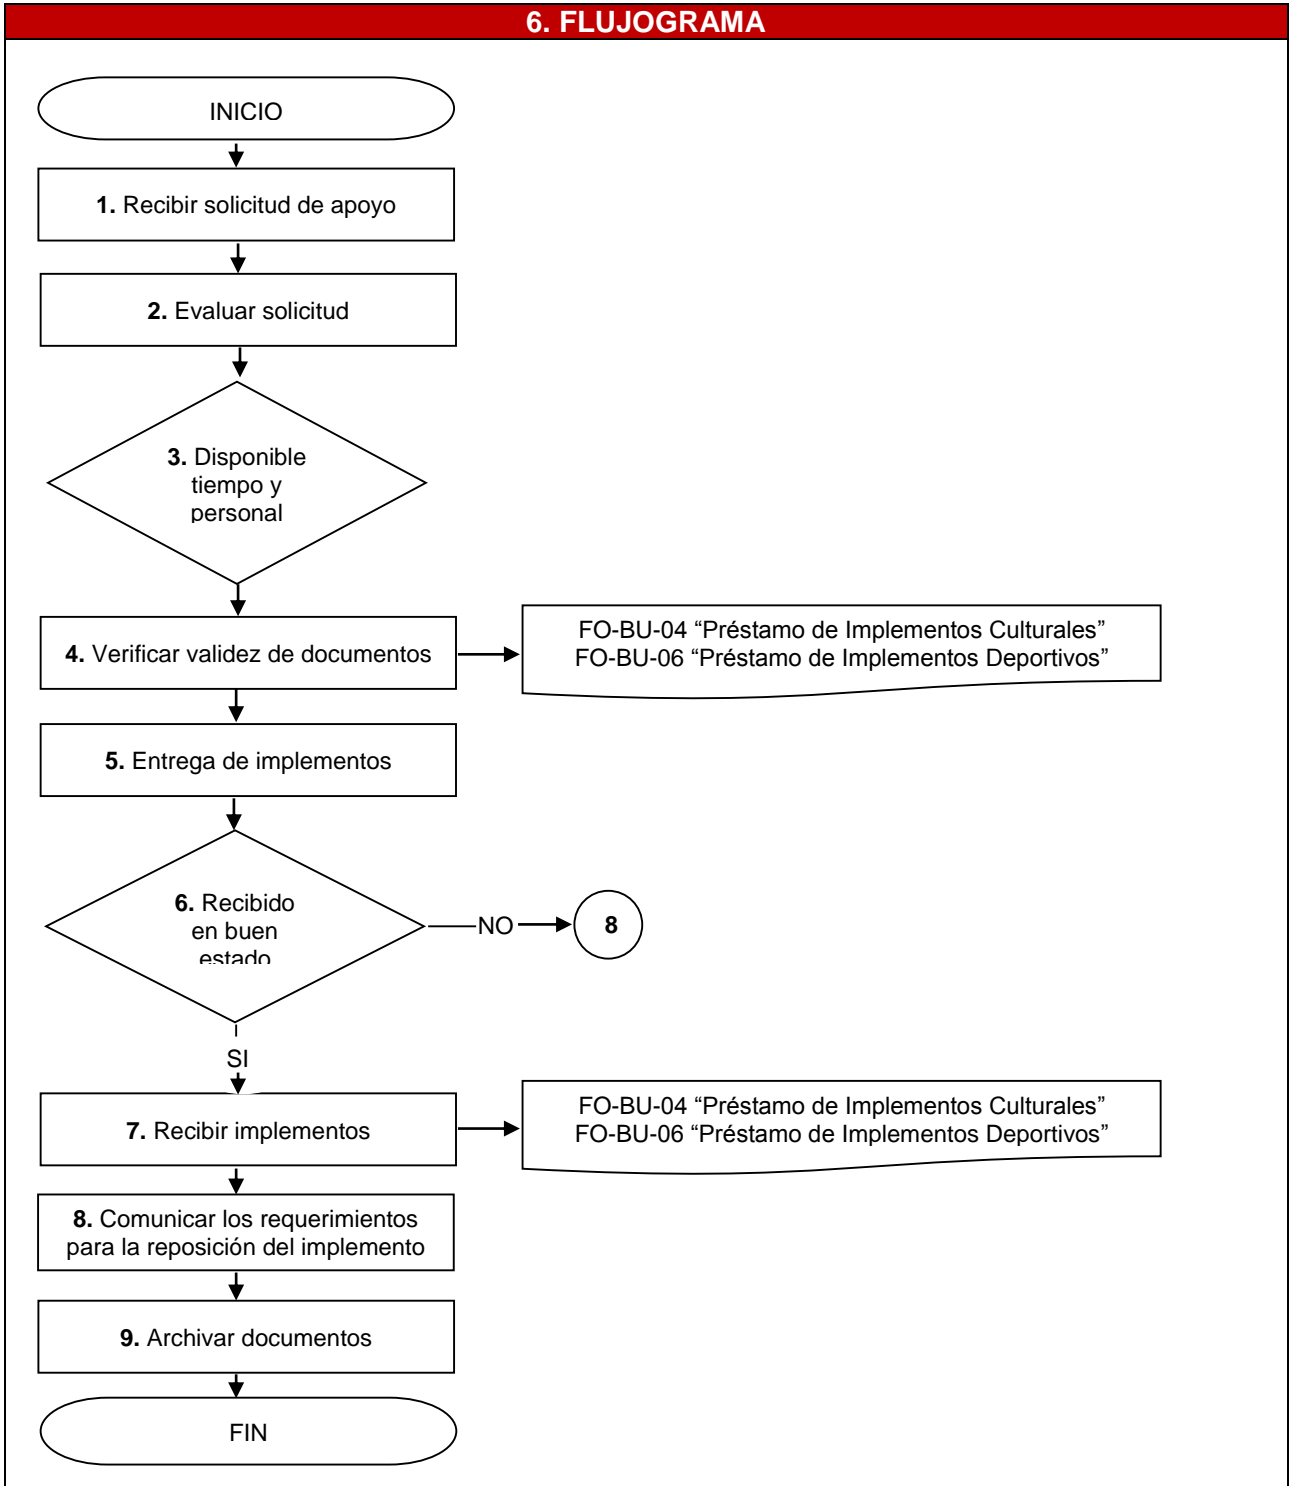 6. FLUJOGRAMA
INICIO
1. Recibir solicitud de apoyo
2. Evaluar solicitud
3. Disponible
tiempo y
personal
4. Verificar validez de documentos
FO-BU-04 “Préstamo de Implementos Culturales”
FO-BU-06 “Préstamo de Implementos Deportivos”
5. Entrega de implementos
6. Recibido
en buen
estado
NO
8
SI
7. Recibir implementos
FO-BU-04 “Préstamo de Implementos Culturales”
FO-BU-06 “Préstamo de Implementos Deportivos”
8. Comunicar los requerimientos
para la reposición del implemento
9. Archivar documentos
FIN